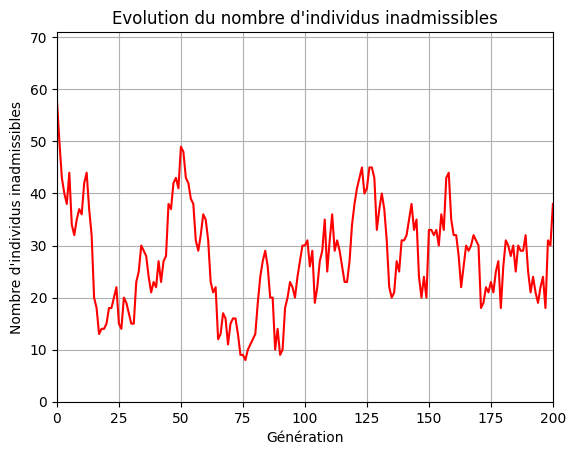 Evolution du nombre d'individus inadmissibles
70
60
50
40
30
20
10
0
Nombre d'individus inadmissibles
0 25 50 75 100 125 150 175 200
Génération